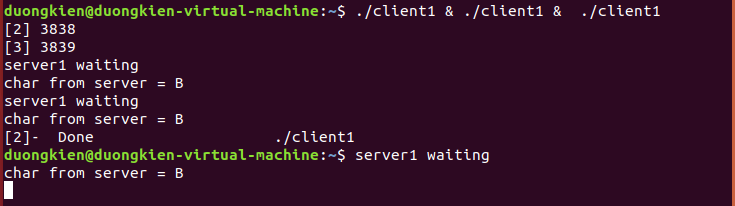 duongkien@duongkien-virtual-machine:~$ ./client1 & ./client1 &  ./client1
[2] 3838
[3] 3839
server1 waiting
char from server = B
server1 waiting
char from server = B
[2]-  Done                    ./client1
duongkien@duongkien-virtual-machine:~$ server1 waiting
char from server = B